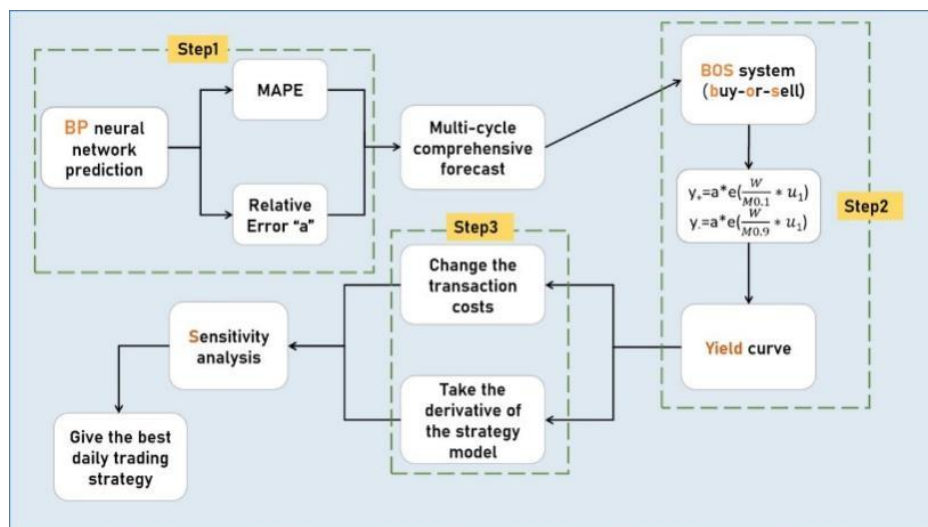 Step1
BP neural
network
prediction
MAPE
Relative
Error “a”
Multi-cycle
comprehensive
forecast
BOS system
(buy-or-sell)
y₊=a*e(W/M0.1 * u₁)
y₋=a*e(W/M0.9 * u₁)
Step2
Yield curve
Step3
Change the
transaction
costs
Take the
derivative of
the strategy
model
Sensitivity
analysis
Give the best
daily trading
strategy